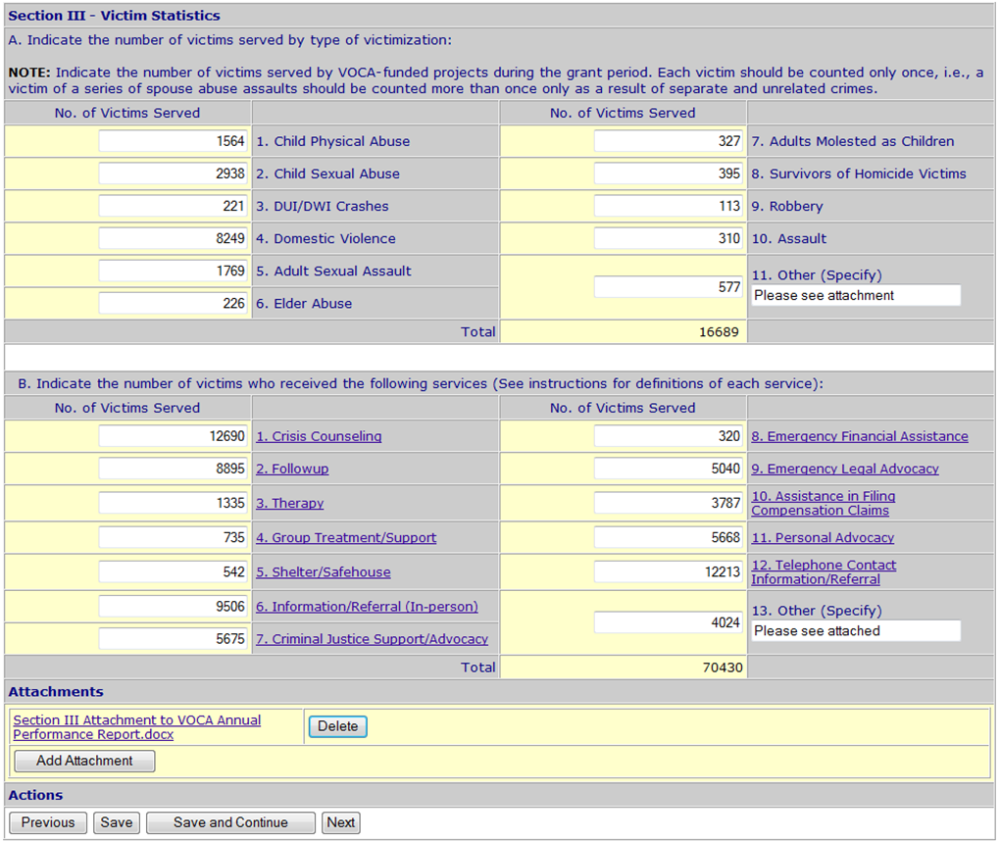 Section III - Victim Statistics
A. Indicate the number of victims served by type of victimization:
NOTE: Indicate the number of victims served by VOCA-funded projects during the grant period. Each victim should be counted only once, i.e., a
victim of a series of spouse abuse assaults should be counted more than once only as a result of separate and unrelated crimes.
No. of Victims Served No. of Victims Served
1564 1. Child Physical Abuse 327 7. Adults Molested as Children
2938 2. Child Sexual Abuse 395 8. Survivors of Homicide Victims
221 3. DUI/DWI Crashes 113 9. Robbery
8249 4. Domestic Violence 310 10. Assault
1769 5. Adult Sexual Assault
226 6. Elder Abuse
577 11. Other (Specify)
Please see attachment
Total 16689
B. Indicate the number of victims who received the following services (See instructions for definitions of each service):
No. of Victims Served No. of Victims Served
12690 1. Crisis Counseling 320 8. Emergency Financial Assistance
8895 2. Followup 5040 9. Emergency Legal Advocacy
1335 3. Therapy 3787 10. Assistance in Filing
Compensation Claims
735 4. Group Treatment/Support 5668 11. Personal Advocacy
542 5. Shelter/Safehouse 12213 12. Telephone Contact
Information/Referral
9506 6. Information/Referral (In-person)
5675 7. Criminal Justice Support/Advocacy
4024 13. Other (Specify)
Please see attached
Total 70430
Attachments
Section III Attachment to VOCA Annual
Performance Report.docx
Delete
Add Attachment
Actions
Previous Save Save and Continue Next